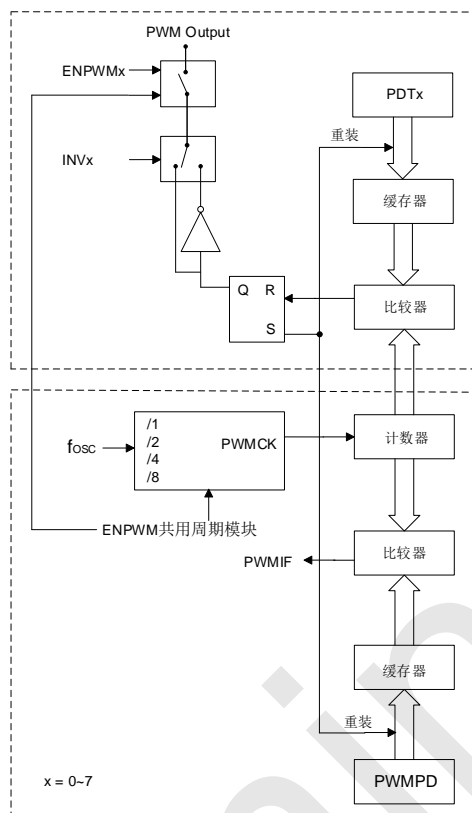 PWM Output
ENPWMx
PDTx
重装
INVx
缓存器
Q R
S
比较器
/1
/2
/4
/8
fOSC
PWMCK
计数器
ENPWM共用周期模块
PWMIF
比较器
缓存器
重装
x = 0~7
PWMPD